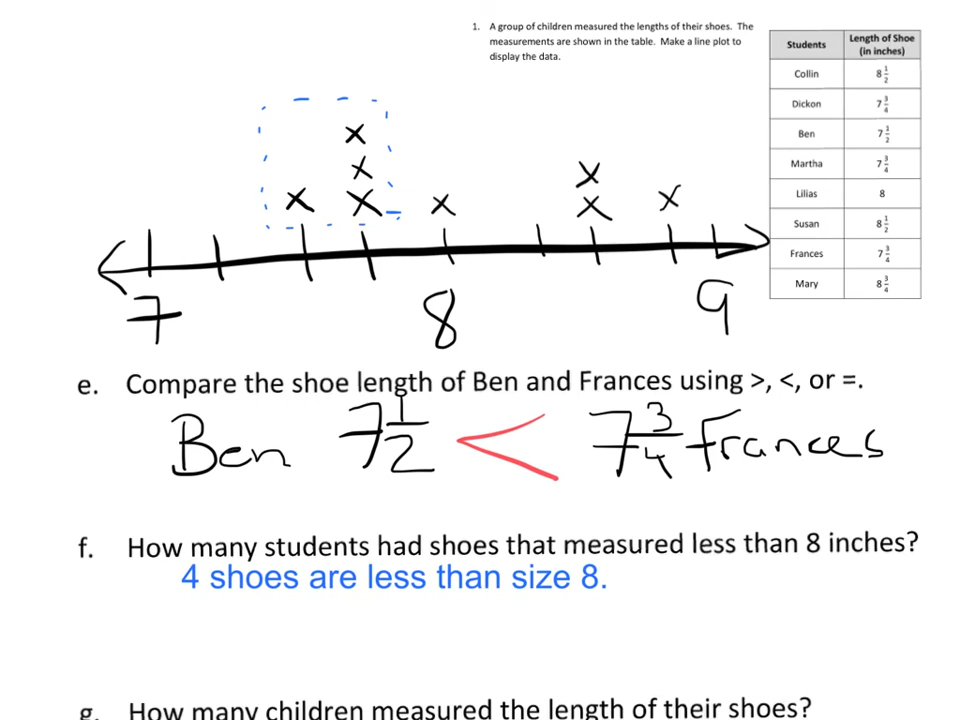 1. A group of children measured the lengths of their shoes. The
measurements are shown in the table. Make a line plot to
display the data.
Students Length of Shoe (in inches)
Collin 8 1/2
Dickon 7 3/4
Ben 7 1/2
Martha 7 3/4
Lilias 8
Susan 8 1/2
Frances 7 3/4
Mary 8 3/4
x
x x
x x x x x
7 8 9
e. Compare the shoe length of Ben and Frances using >, <, or =.
Ben 7 1/2 < 7 3/4 Frances
f. How many students had shoes that measured less than 8 inches?
4 shoes are less than size 8.
g. How many children measured the length of their shoes?